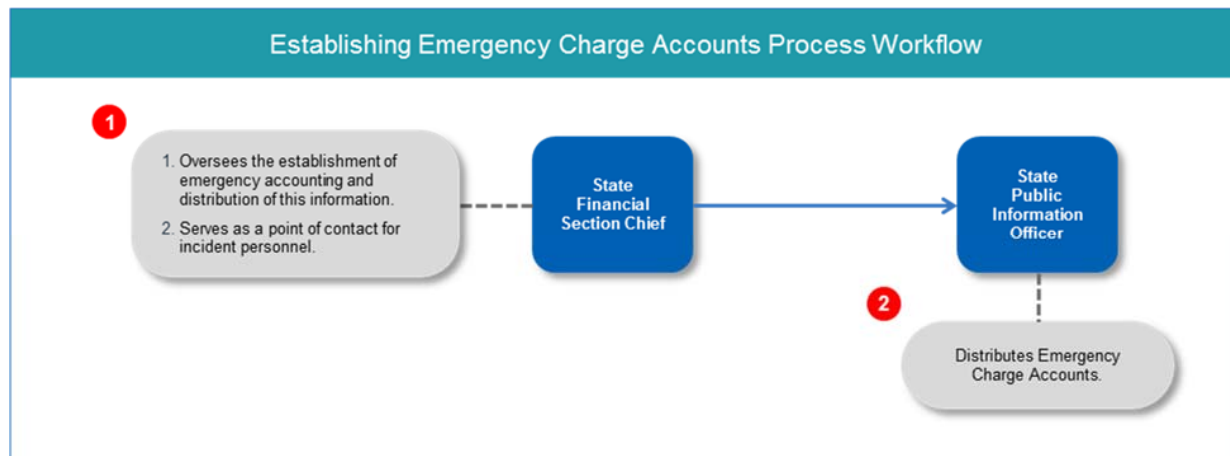 Establishing Emergency Charge Accounts Process Workflow
1
1. Oversees the establishment of
emergency accounting and
distribution of this information.
2. Serves as a point of contact for
incident personnel.
State
Financial
Section Chief
State
Public
Information
Officer
2
Distributes Emergency
Charge Accounts.